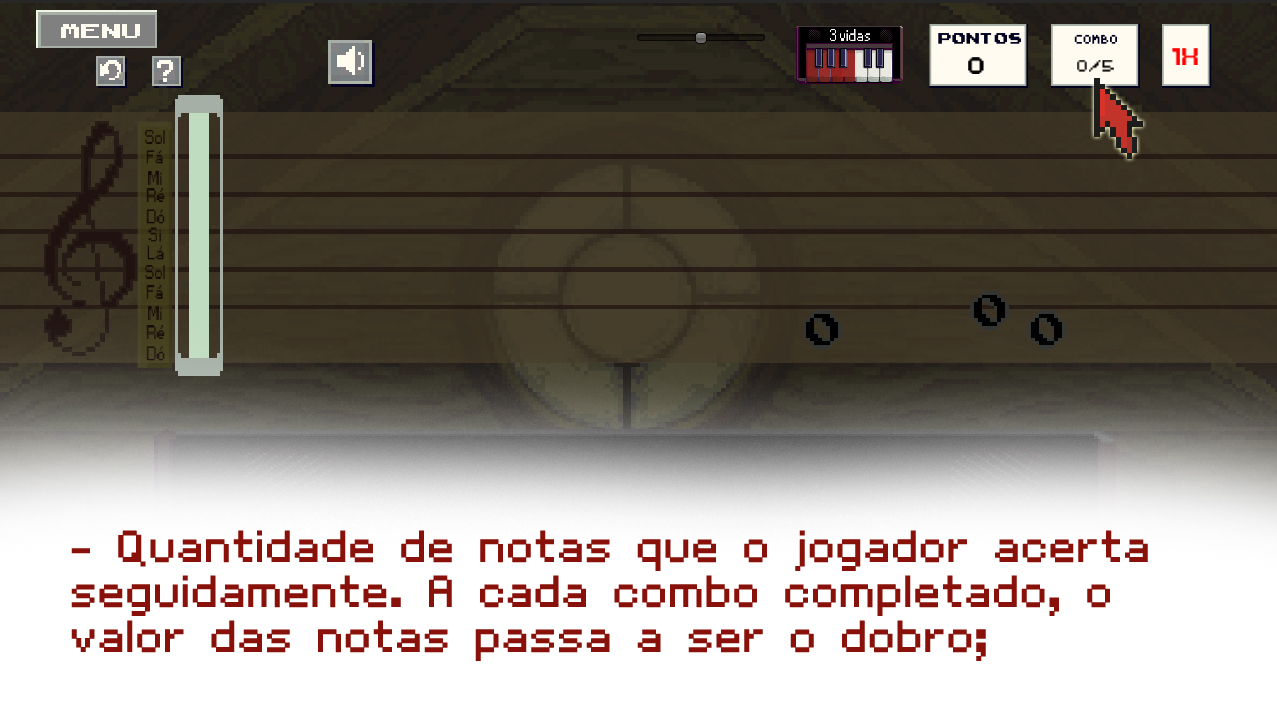 MENU
?
3 vidas
PONTOS
0
COMBO
0/5
1X
Sol
Fá
Mi
Ré
Dó
Si
Lá
Sol
Fá
Mi
Ré
Dó
- Quantidade de notas que o jogador acerta
seguidamente. A cada combo completado, o
valor das notas passa a ser o dobro;